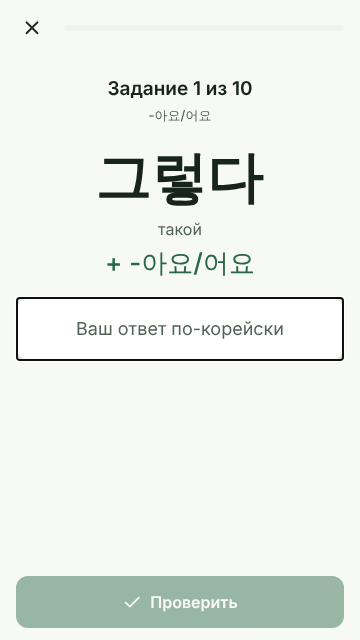 Задание 1 из 10
-아요/어요
그렇다
такой
+ -아요/어요
Ваш ответ по-корейски
Проверить